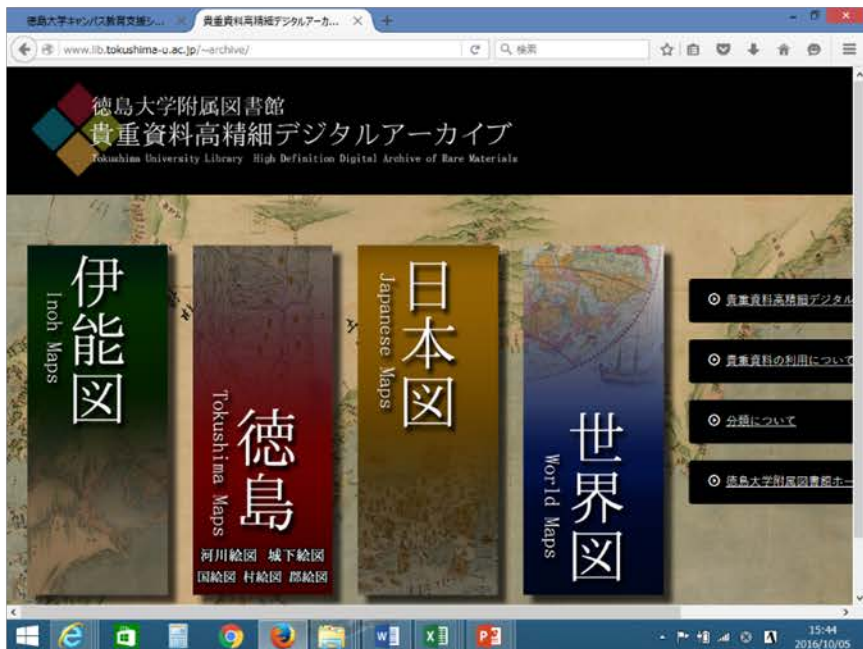 徳島大学キャンパス教育支援シ...
貴重資料高精細デジタルアーカ...
www.lib.tokushima-u.ac.jp/~archive/
検索
徳島大学附属図書館
貴重資料高精細デジタルアーカイブ
Tokushima University Library High Definition Digital Archive of Rare Materials
伊能図
Inoh Maps
徳島
Tokushima Maps
河川絵図 城下絵図
国絵図 村絵図 郡絵図
日本図
Japanese Maps
世界図
World Maps
貴重資料高精細デジタル
貴重資料の利用について
分類について
徳島大学附属図書館ホー
15:44
2016/10/05